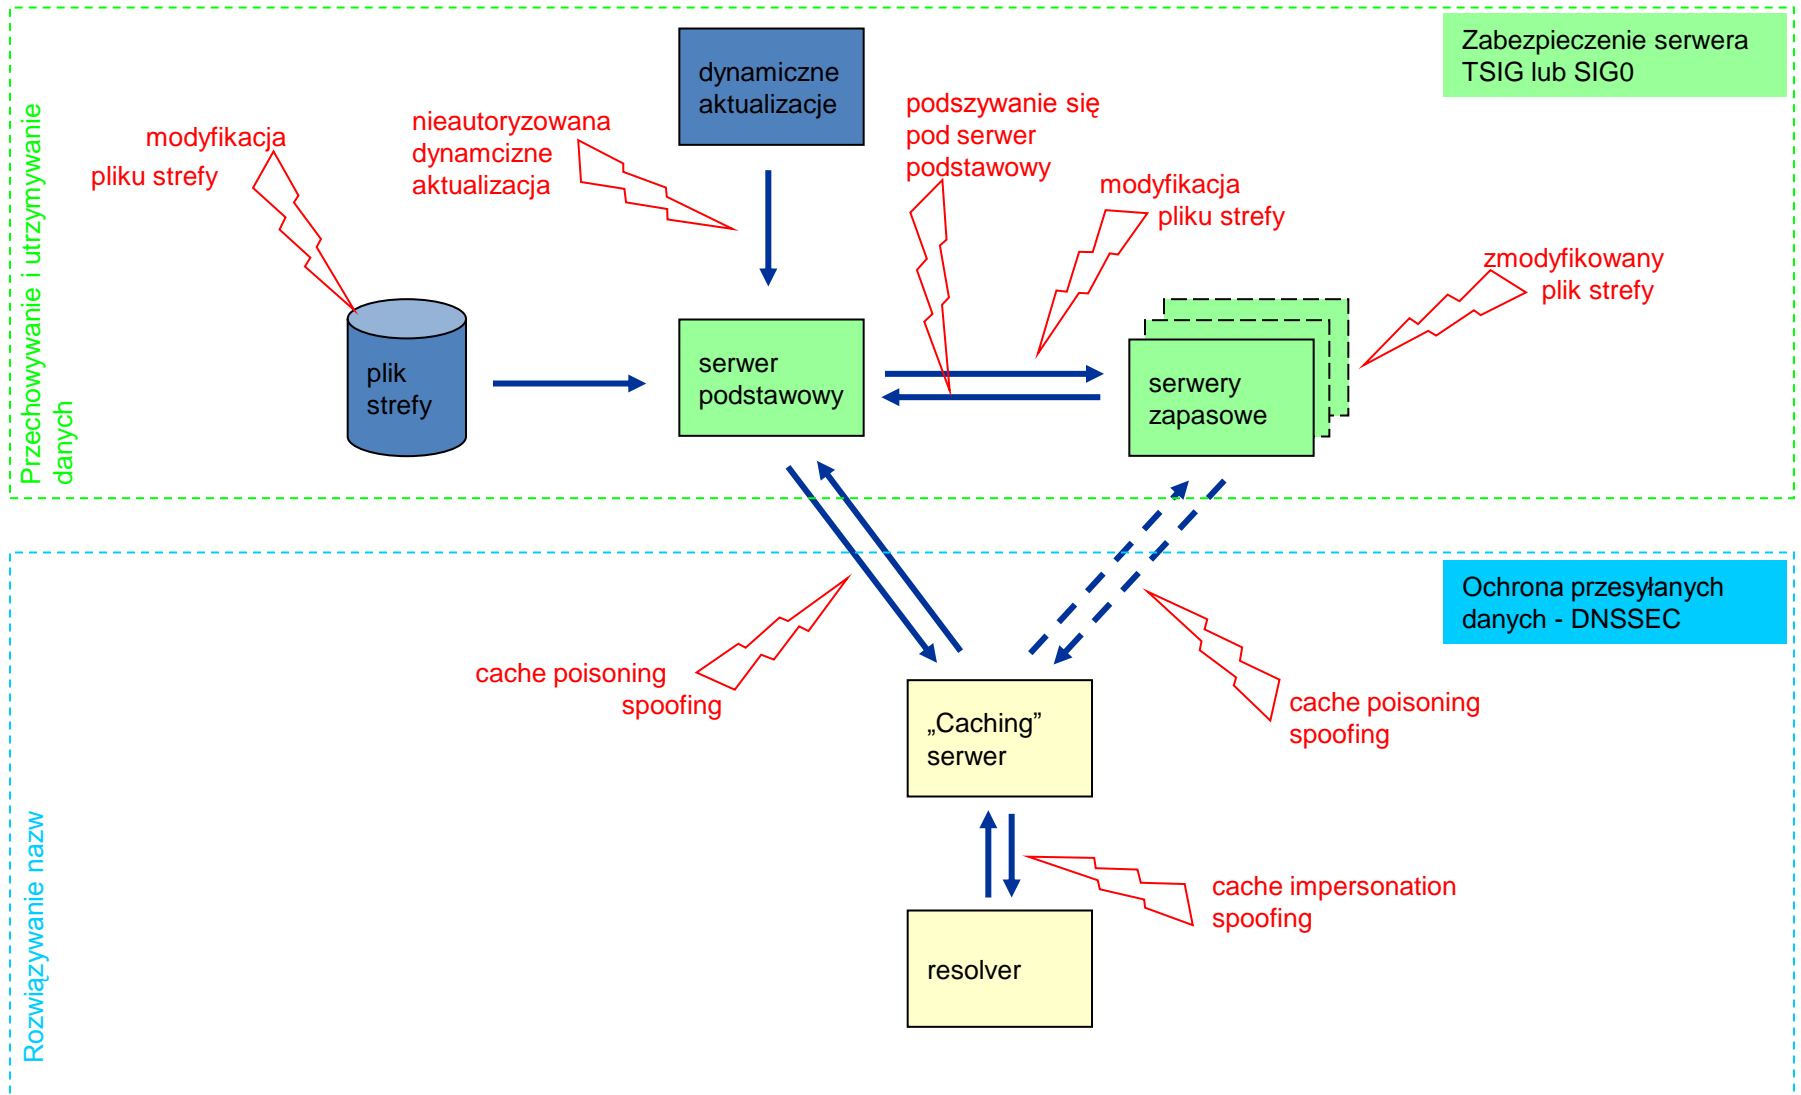 Zabezpieczenie serwera
TSIG lub SIG0
dynamiczne
aktualizacje
Przechowywanie i utrzymywanie
danych
modyfikacja
pliku strefy
nieautoryzowana
dynamcizne
aktualizacja
podszywanie się
pod serwer
podstawowy
modyfikacja
pliku strefy
zmodyfikowany
plik strefy
plik
strefy
serwer
podstawowy
serwery
zapasowe
Ochrona przesyłanych
danych - DNSSEC
Rozwiązywanie nazw
cache poisoning
spoofing
cache poisoning
spoofing
„Caching”
serwer
cache impersonation
spoofing
resolver